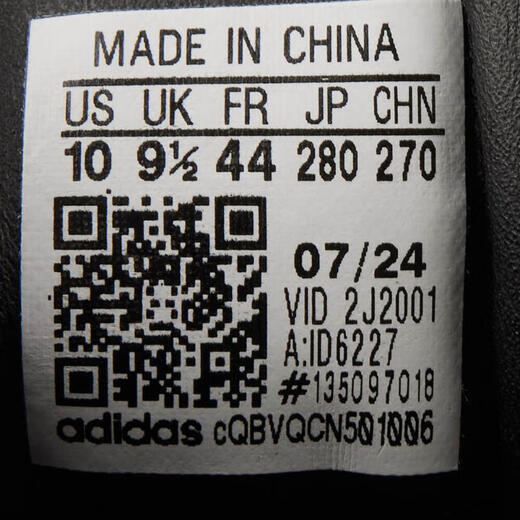 MADE IN CHINA
US UK FR JP CHN
10 9½ 44 280 270
07/24
VID 2J2001
A:ID6227
#135097018
adidas cQBVQCN501006